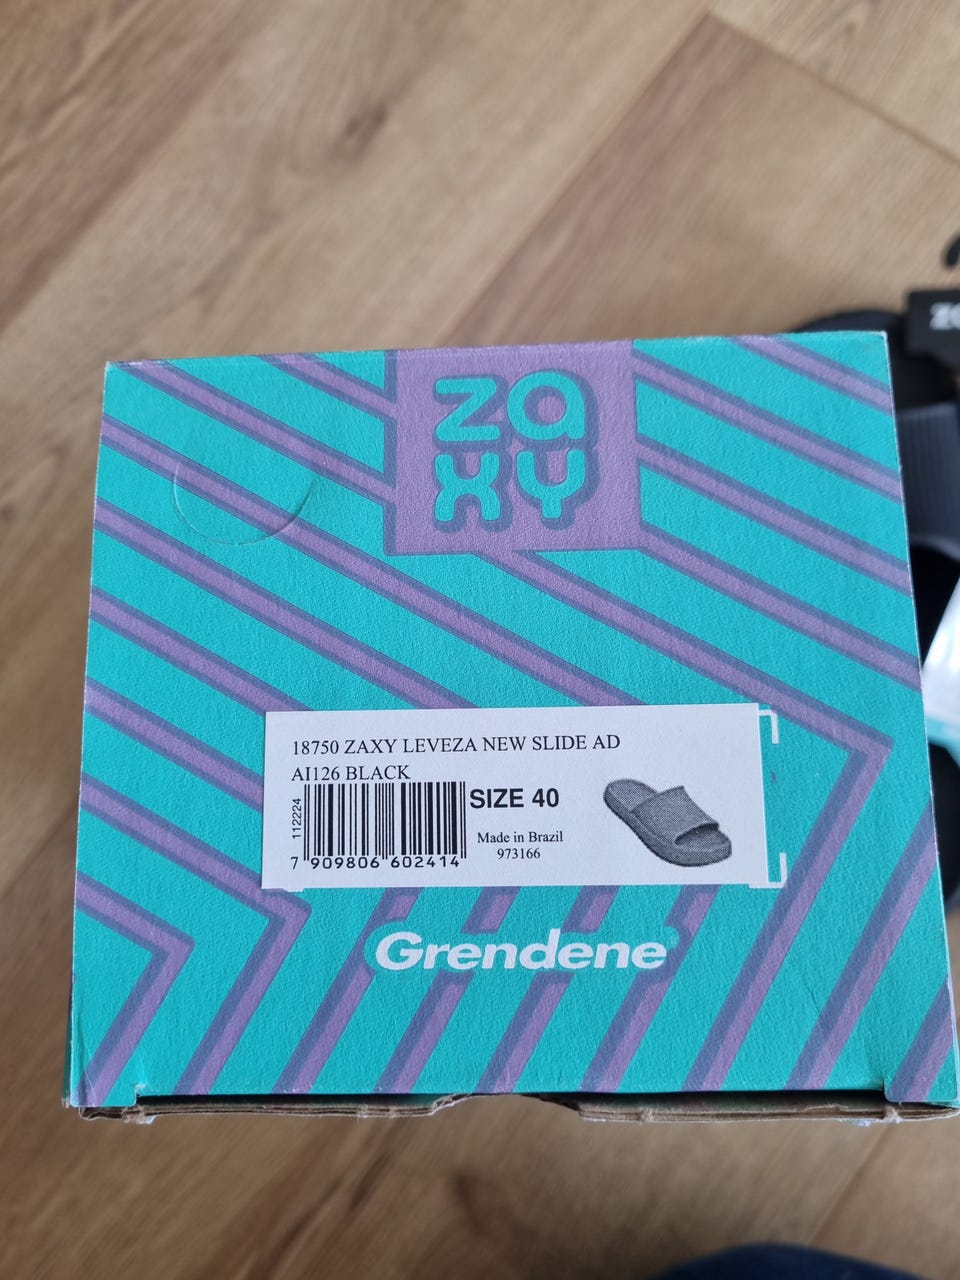 ZA
XY
18750 ZAXY LEVEZA NEW SLIDE AD
AI126 BLACK
112224
SIZE 40
Made in Brazil
973166
7 909806 602414
Grendene